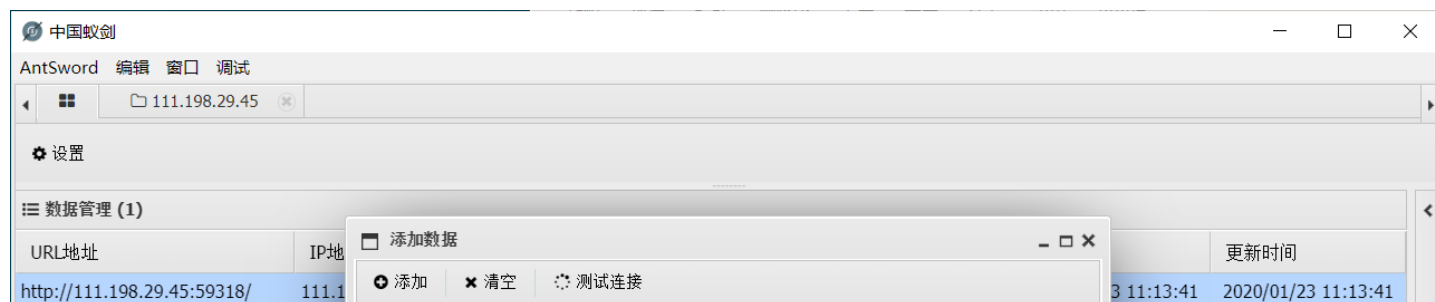 中国蚁剑
AntSword 编辑 窗口 调试
111.198.29.45
设置
数据管理 (1)
添加数据
URL地址 IP地 更新时间
添加 清空 测试连接
http://111.198.29.45:59318/ 111.1 3 11:13:41 2020/01/23 11:13:41